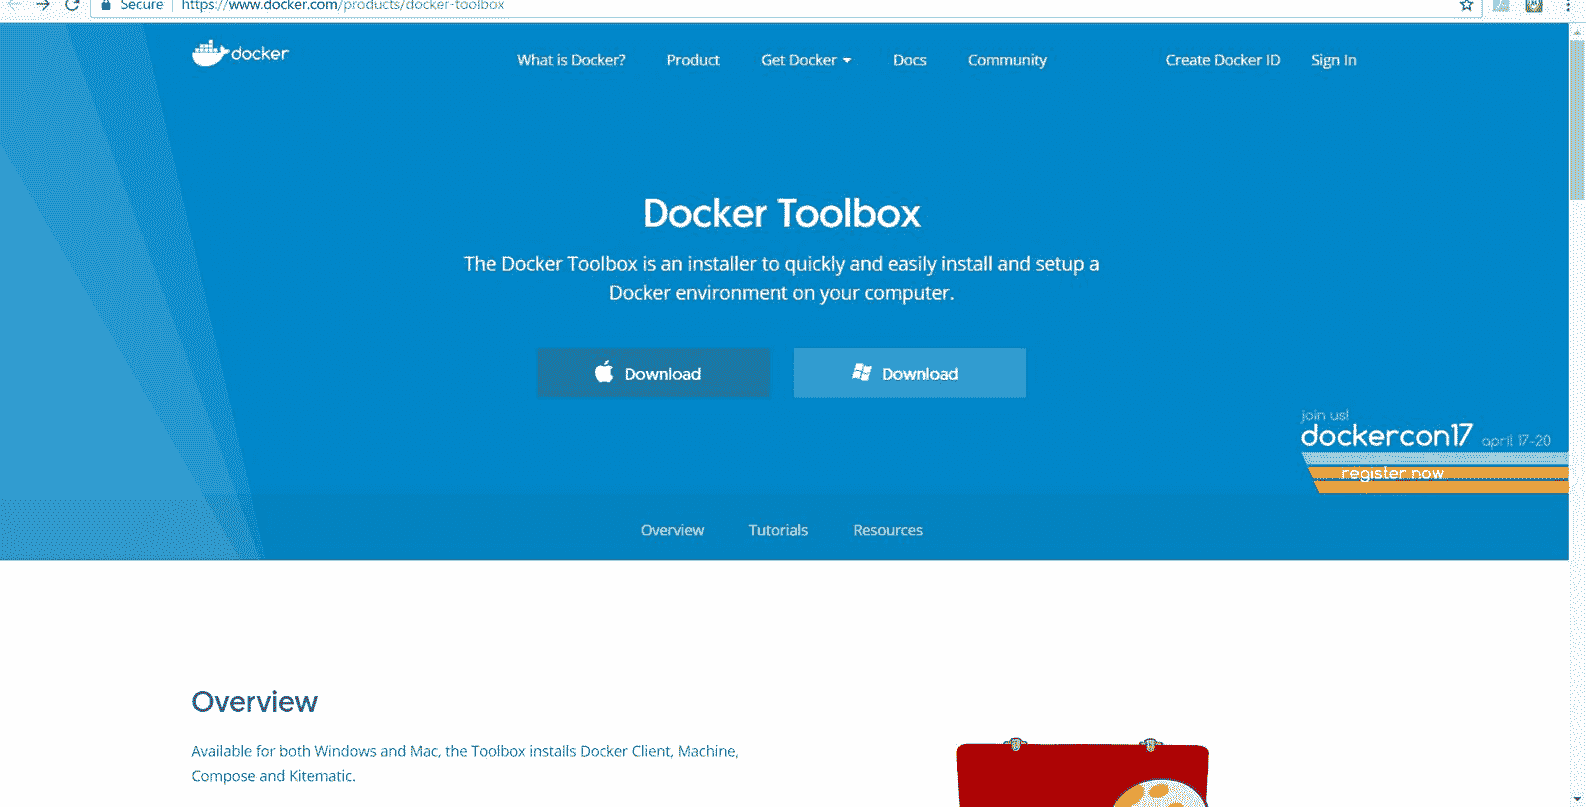 Secure https://www.docker.com/products/docker-toolbox
docker What is Docker? Product Get Docker Docs Community Create Docker ID Sign In
Docker Toolbox
The Docker Toolbox is an installer to quickly and easily install and setup a
Docker environment on your computer.
Download Download
join us!
dockercon17 april 17-20
register now
Overview Tutorials Resources
Overview
Available for both Windows and Mac, the Toolbox installs Docker Client, Machine,
Compose and Kitematic.